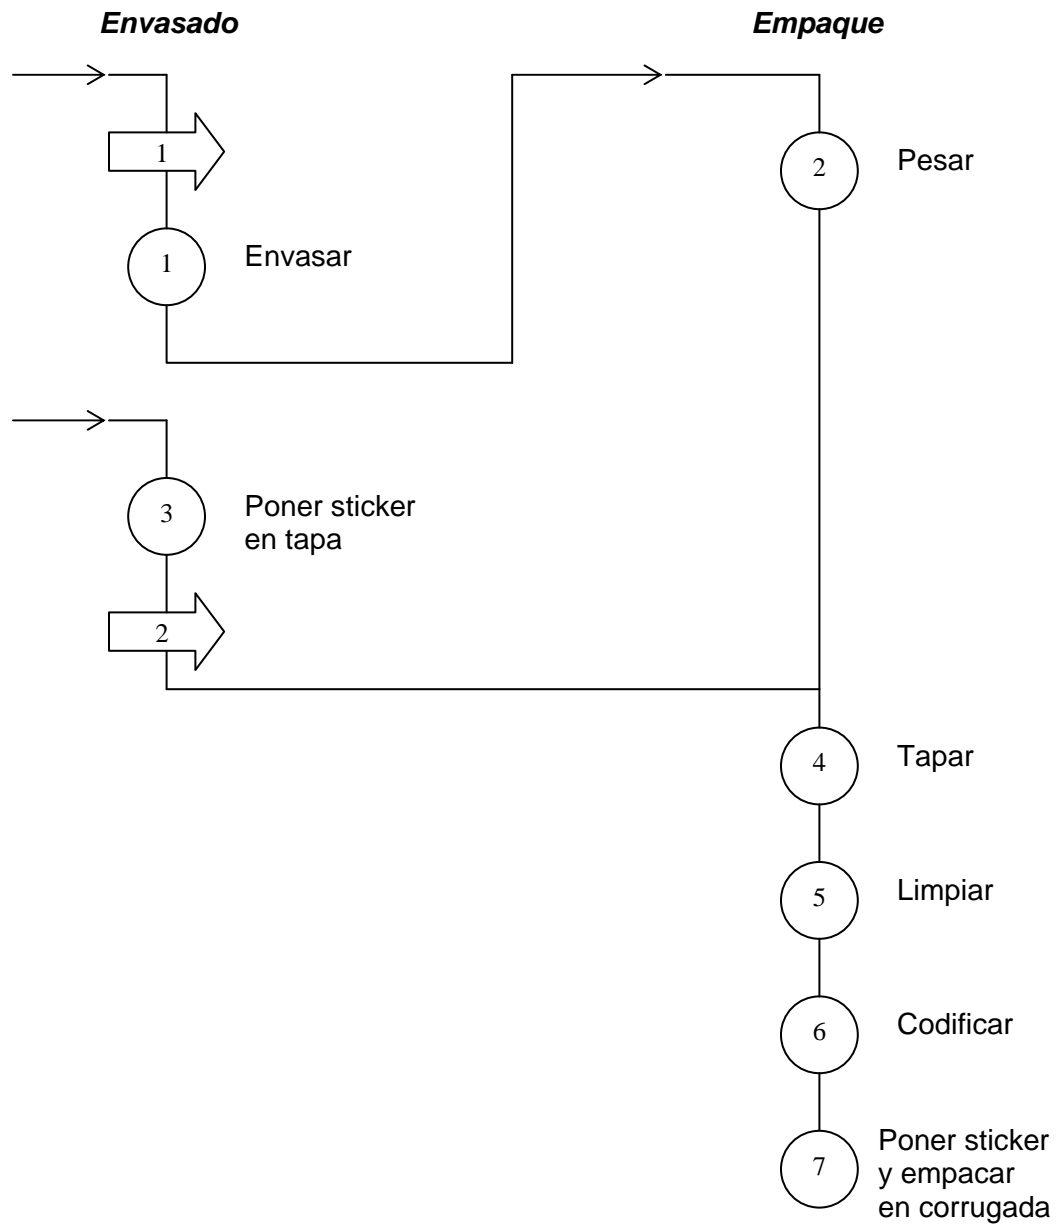 Envasado
Empaque
1
2
Pesar
1
Envasar
3
Poner sticker
en tapa
2
4
Tapar
5
Limpiar
6
Codificar
7
Poner sticker
y empacar
en corrugada